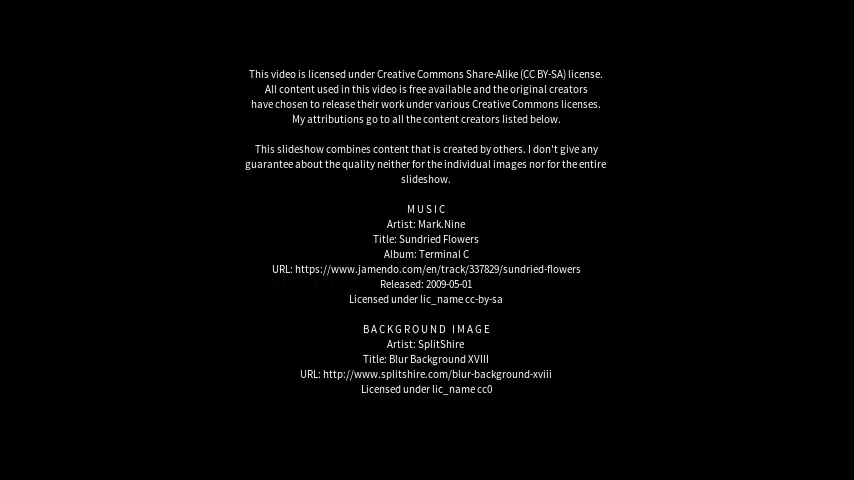 This video is licensed under Creative Commons Share-Alike (CC BY-SA) license.
All content used in this video is free available and the original creators
have chosen to release their work under various Creative Commons licenses.
My attributions go to all the content creators listed below.
This slideshow combines content that is created by others. I don't give any
guarantee about the quality neither for the individual images nor for the entire
slideshow.
MUSIC
Artist: Mark.Nine
Title: Sundried Flowers
Album: Terminal C
URL: https://www.jamendo.com/en/track/337829/sundried-flowers
Released: 2009-05-01
Licensed under lic_name cc-by-sa
BACKGROUND IMAGE
Artist: SplitShire
Title: Blur Background XVIII
URL: http://www.splitshire.com/blur-background-xviii
Licensed under lic_name cc0